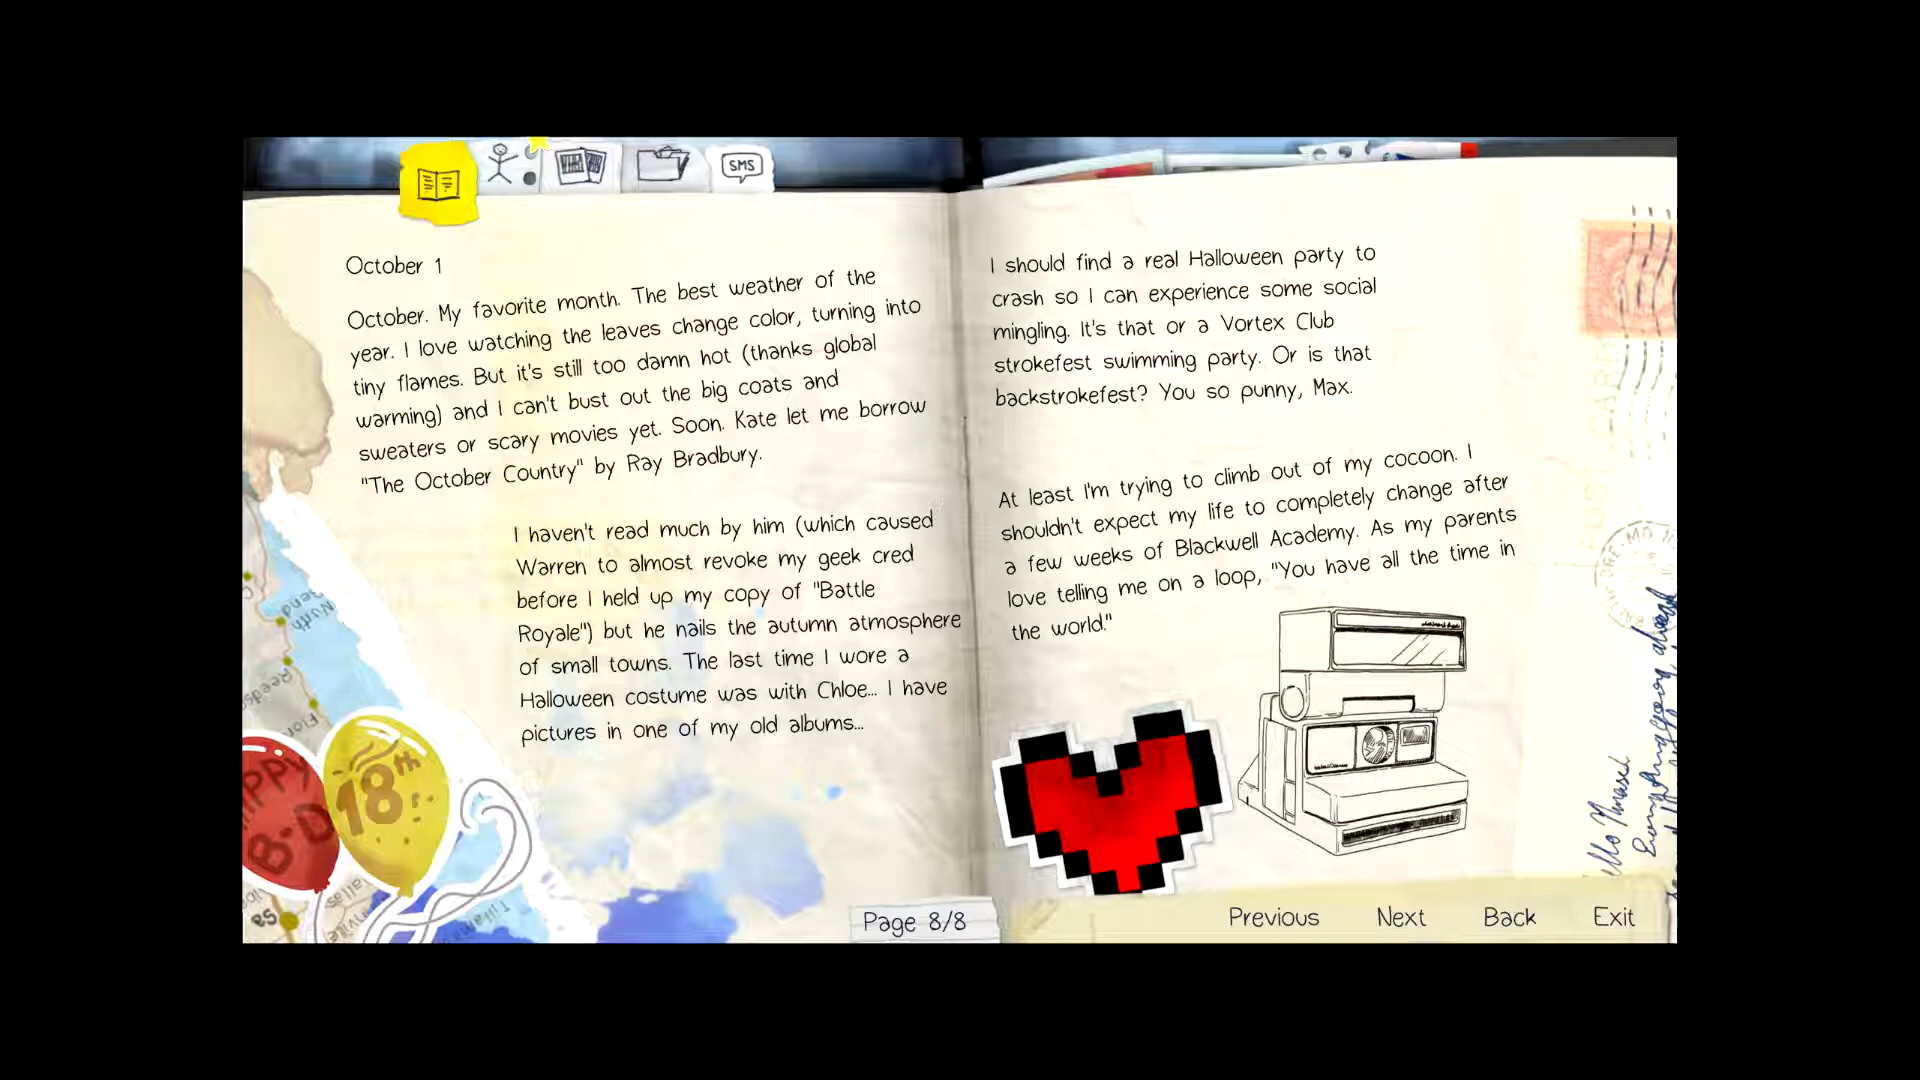 SMS
October 1
October. My favorite month. The best weather of the
year. I love watching the leaves change color, turning into
tiny flames. But it's still too damn hot (thanks global
warming) and I can't bust out the big coats and
sweaters or scary movies yet. Soon. Kate let me borrow
"The October Country" by Ray Bradbury.
I haven't read much by him (which caused
Warren to almost revoke my geek cred
before I held up my copy of "Battle
Royale") but he nails the autumn atmosphere
of small towns. The last time I wore a
Halloween costume was with Chloe... I have
pictures in one of my old albums...
I should find a real Halloween party to
crash so I can experience some social
mingling. It's that or a Vortex Club
strokefest swimming party. Or is that
backstrokefest? You so punny, Max.
At least I'm trying to climb out of my cocoon. I
shouldn't expect my life to completely change after
a few weeks of Blackwell Academy. As my parents
love telling me on a loop, "You have all the time in
the world."
North
Bend
B-D
18th
Page 8/8
Previous
Next
Back
Exit